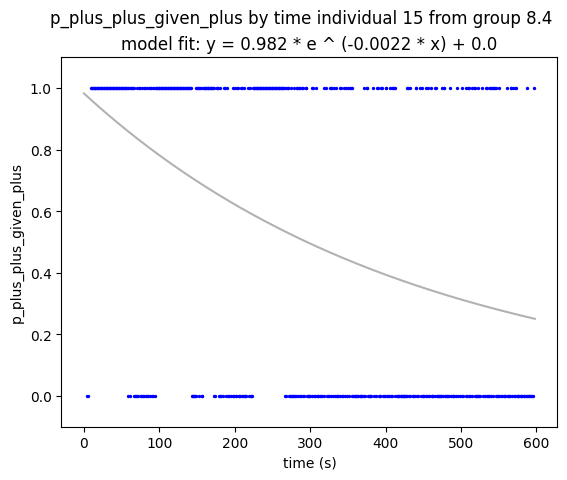 p_plus_plus_given_plus by time individual 15 from group 8.4
model fit: y = 0.982 * e ^ (-0.0022 * x) + 0.0
p_plus_plus_given_plus
1.0
0.8
0.6
0.4
0.2
0.0
0 100 200 300 400 500 600
time (s)